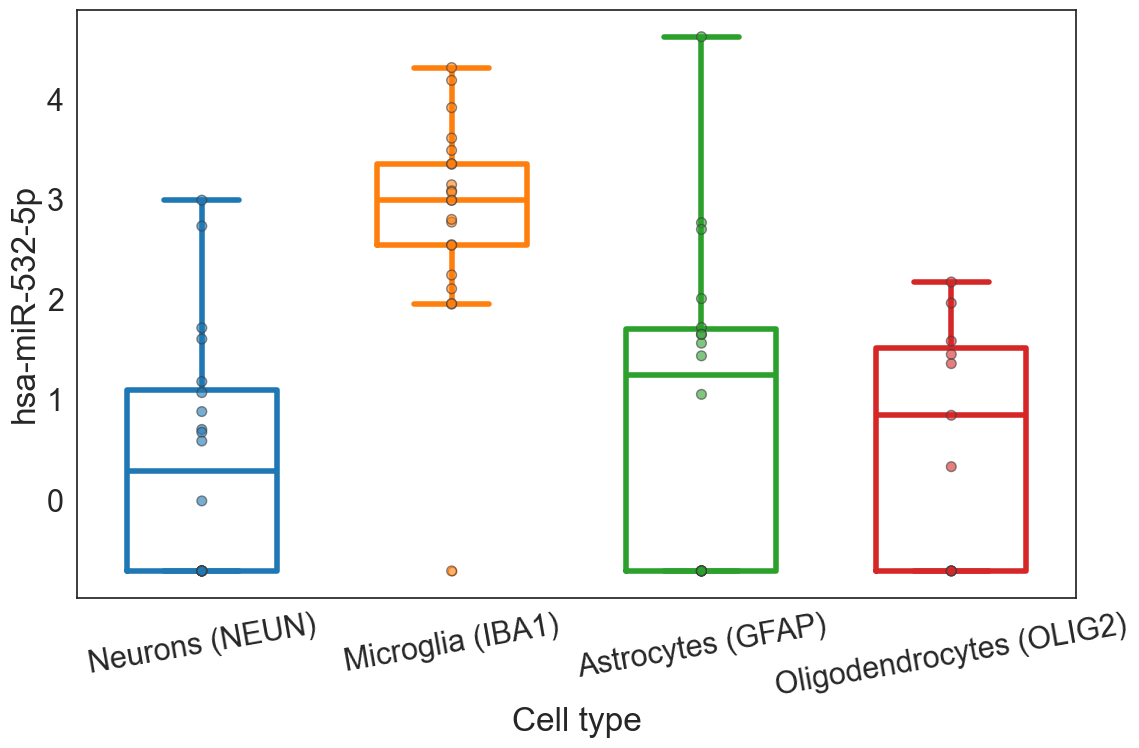 hsa-miR-532-5p
4
3
2
1
0
Neurons (NEUN)
Microglia (IBA1)
Astrocytes (GFAP)
Oligodendrocytes (OLIG2)
Cell type